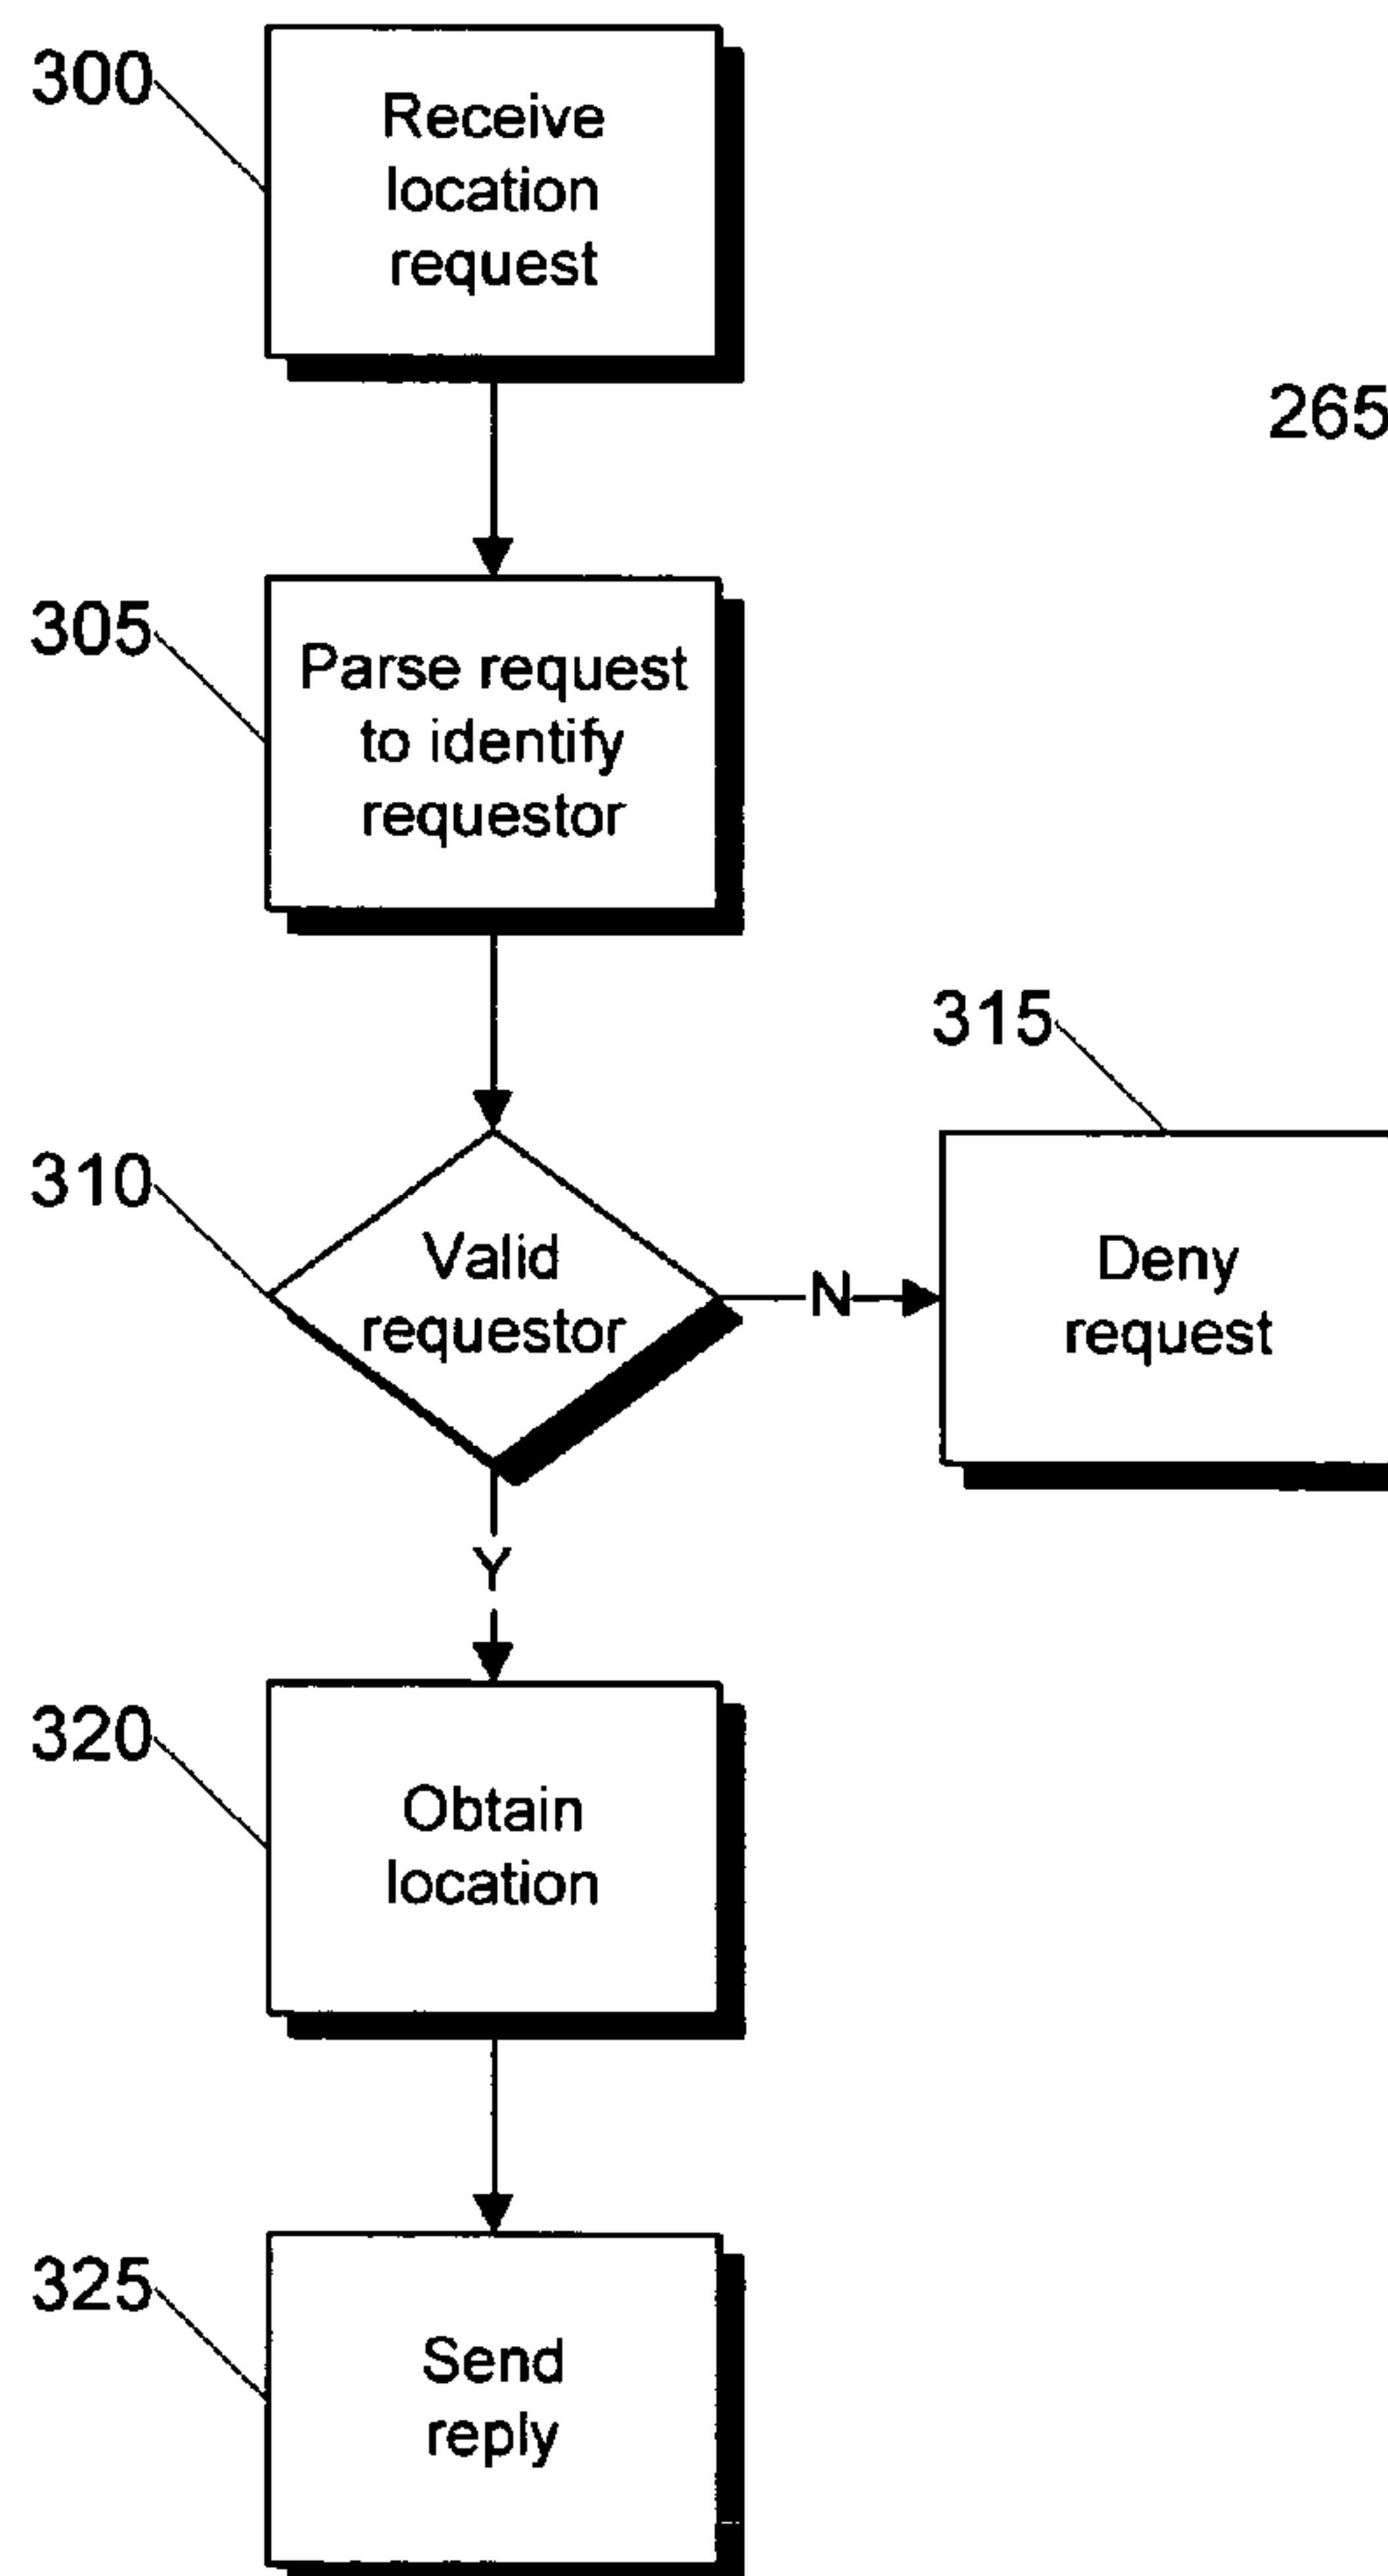 300
Receive
location
request
265
305
Parse request
to identify
requestor
315
310
Valid
requestor
N
Deny
request
Y
320
Obtain
location
325
Send
reply